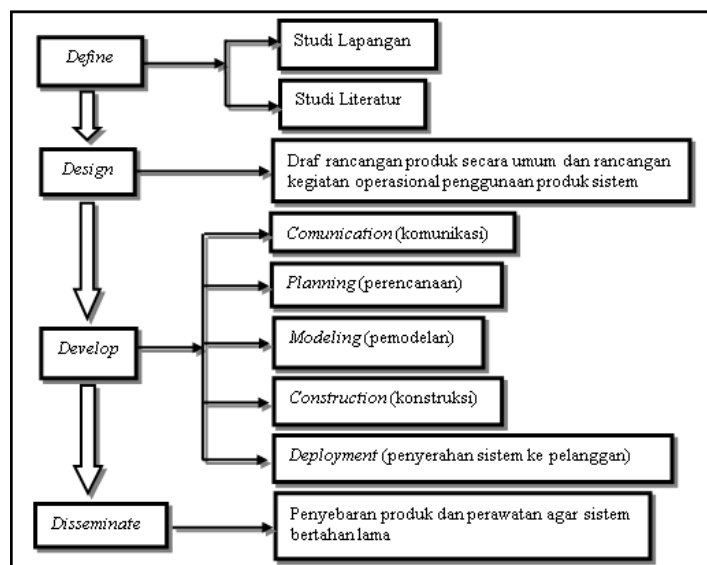 Define
Studi Lapangan
Studi Literatur
Design
Draf rancangan produk secara umum dan rancangan
kegiatan operasional penggunaan produk sistem
Develop
Comunication (komunikasi)
Planning (perencanaan)
Modeling (pemodelan)
Construction (konstruksi)
Deployment (penyerahan sistem ke pelanggan)
Disseminate
Penyebaran produk dan perawatan agar sistem
bertahan lama